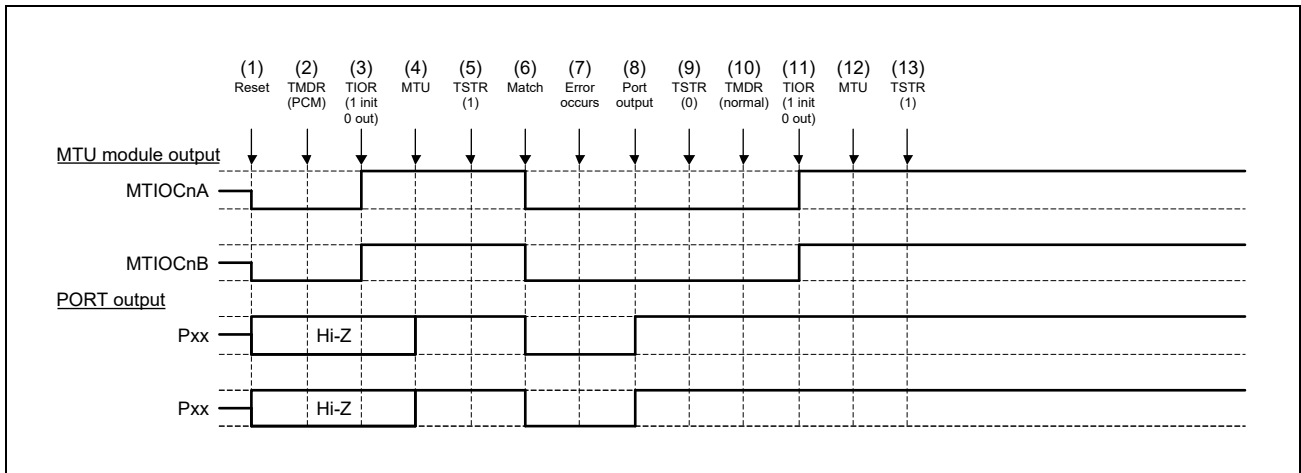 (1) (2) (3) (4) (5) (6) (7) (8) (9) (10) (11) (12) (13)
Reset TMDR TIOR MTU TSTR Match Error Port TSTR TMDR TIOR MTU TSTR
(PCM) (1 init (1) occurs output (0) (normal) (1 init (1)
0 out) 0 out)
MTU module output
MTIOCnA
MTIOCnB
PORT output
Pxx Hi-Z
Pxx Hi-Z